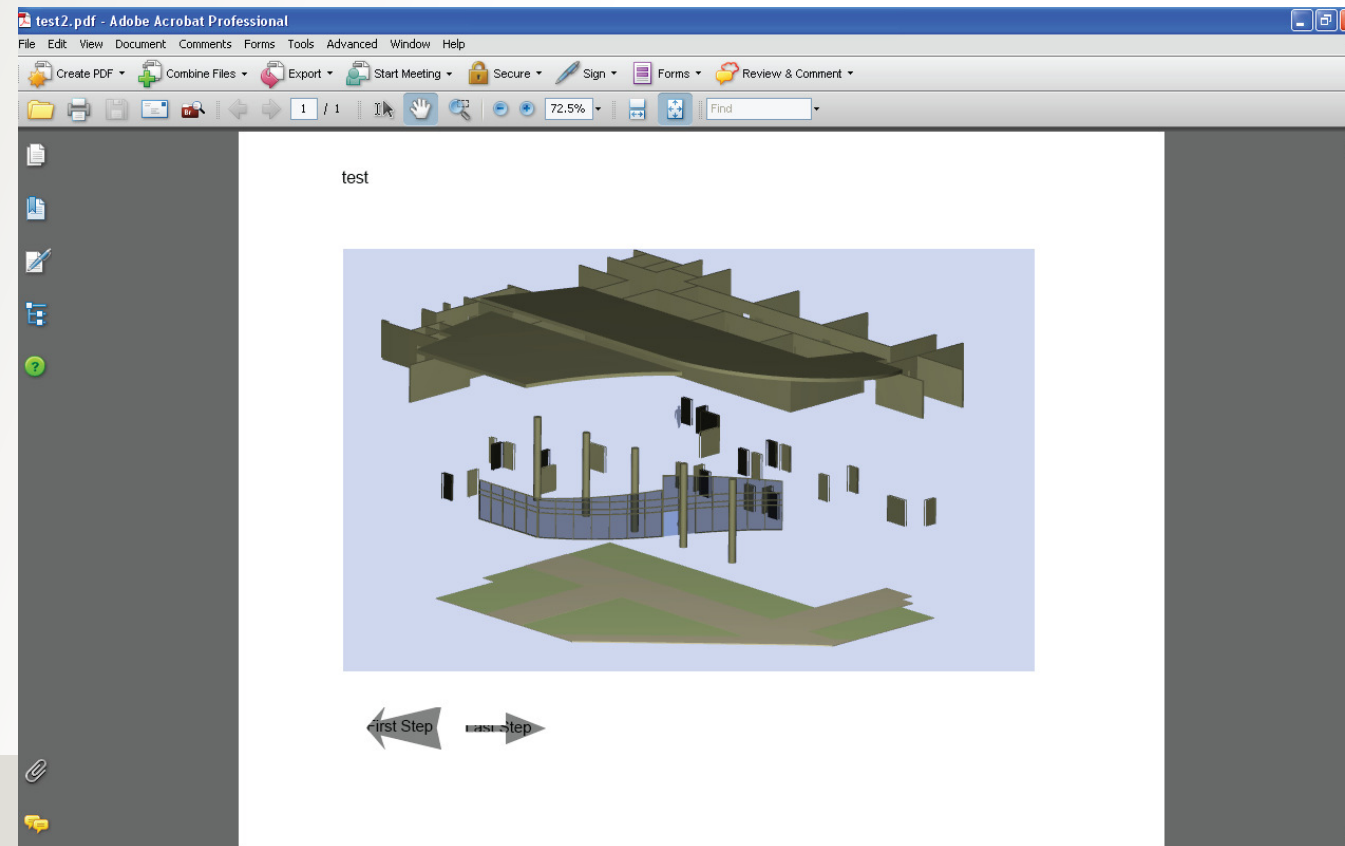 test2.pdf - Adobe Acrobat Professional
File Edit View Document Comments Forms Tools Advanced Window Help
Create PDF Combine Files Export Start Meeting Secure Sign Forms Review & Comment
1 / 1 72.5% Find
test
First Step Last Step